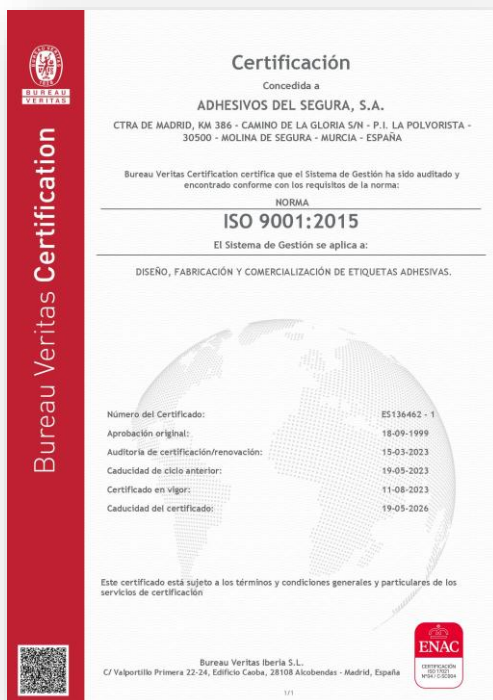 BUREAU
VERITAS
Bureau Veritas Certification
Certificación
Concedida a
ADHESIVOS DEL SEGURA, S.A.
CTRA DE MADRID, KM 386 - CAMINO DE LA GLORIA S/N - P.I. LA POLVORISTA -
30500 - MOLINA DE SEGURA - MURCIA - ESPAÑA
Bureau Veritas Certification certifica que el Sistema de Gestión ha sido auditado y
encontrado conforme con los requisitos de la norma:
NORMA
ISO 9001:2015
El Sistema de Gestión se aplica a:
DISEÑO, FABRICACIÓN Y COMERCIALIZACIÓN DE ETIQUETAS ADHESIVAS.
Número del Certificado: ES136462 - 1
Aprobación original: 18-09-1999
Auditoría de certificación/renovación: 15-03-2023
Caducidad de ciclo anterior: 19-05-2023
Certificado en vigor: 11-08-2023
Caducidad del certificado: 19-05-2026
Este certificado está sujeto a los términos y condiciones generales y particulares de los
servicios de certificación
Bureau Veritas Iberia S.L.
C/ Valportillo Primera 22-24, Edificio Caoba, 28108 Alcobendas - Madrid, España
1/1
ENAC
CERTIFICACIÓN
ISO 17021